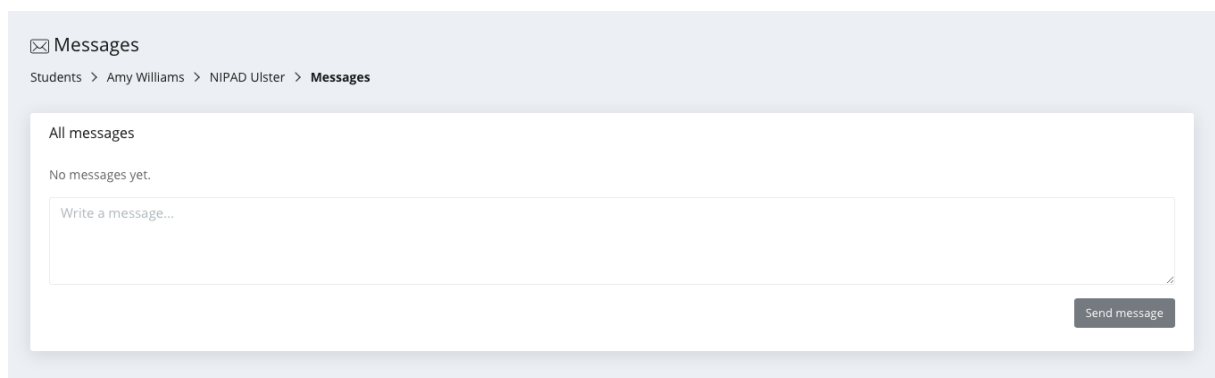 Messages
Students > Amy Williams > NIPAD Ulster > Messages
All messages
No messages yet.
Write a message...
Send message